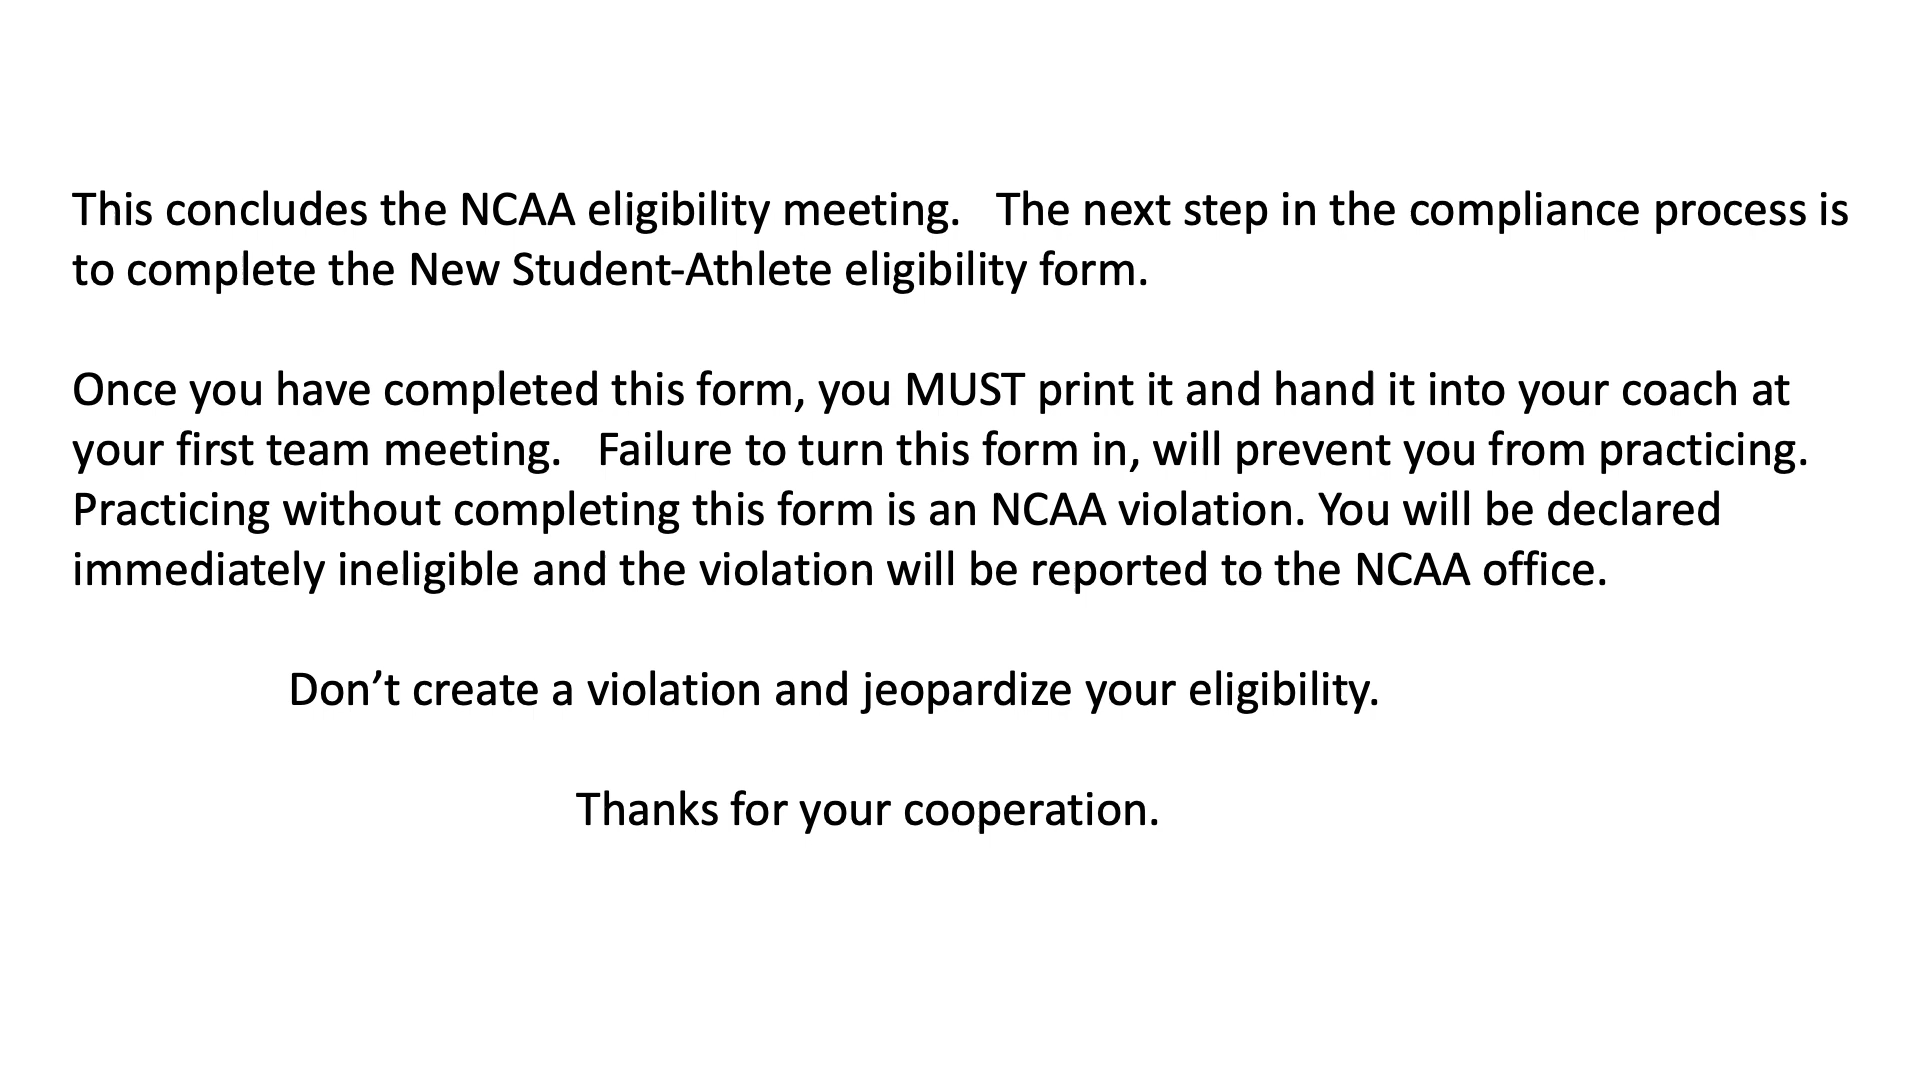 This concludes the NCAA eligibility meeting.   The next step in the compliance process is
to complete the New Student-Athlete eligibility form.
Once you have completed this form, you MUST print it and hand it into your coach at
your first team meeting.   Failure to turn this form in, will prevent you from practicing.
Practicing without completing this form is an NCAA violation. You will be declared
immediately ineligible and the violation will be reported to the NCAA office.
Don’t create a violation and jeopardize your eligibility.
Thanks for your cooperation.